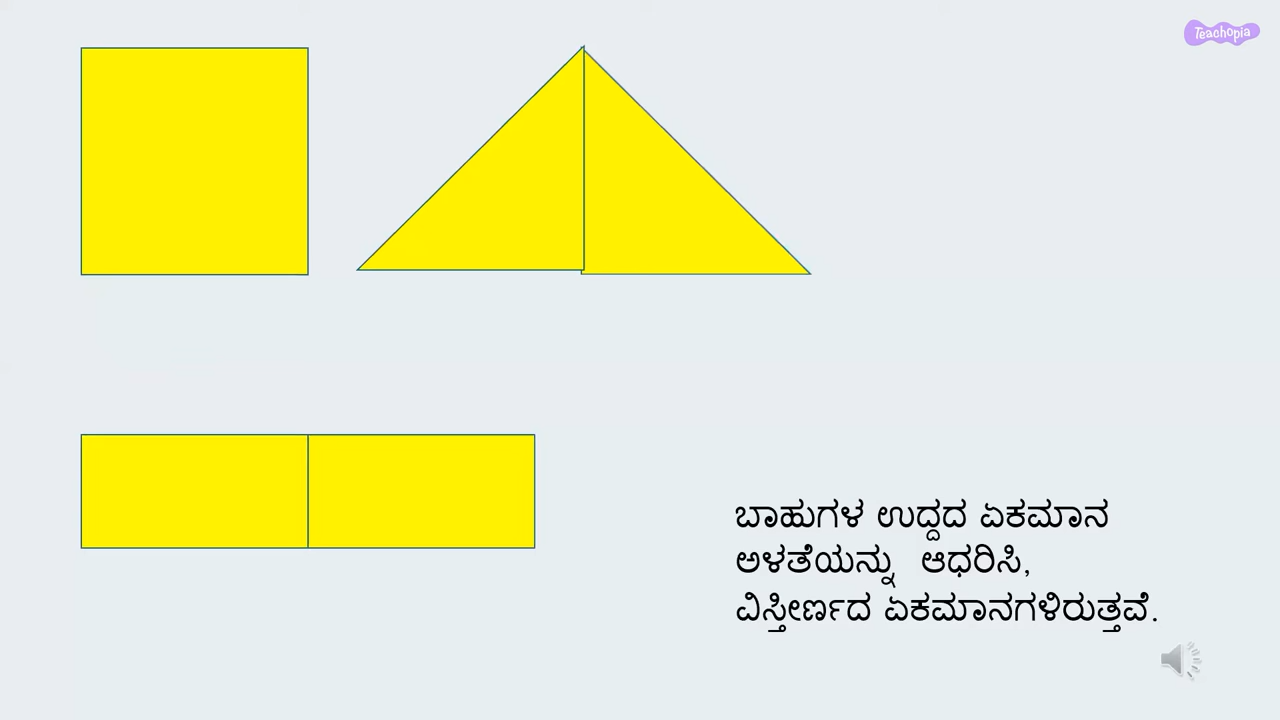 Teachopia
ಬಾಹುಗಳ ಉದ್ದದ ಏಕಮಾನ
ಅಳತೆಯನ್ನು ಆಧರಿಸಿ,
ವಿಸ್ತೀರ್ಣದ ಏಕಮಾನಗಳಿರುತ್ತವೆ.